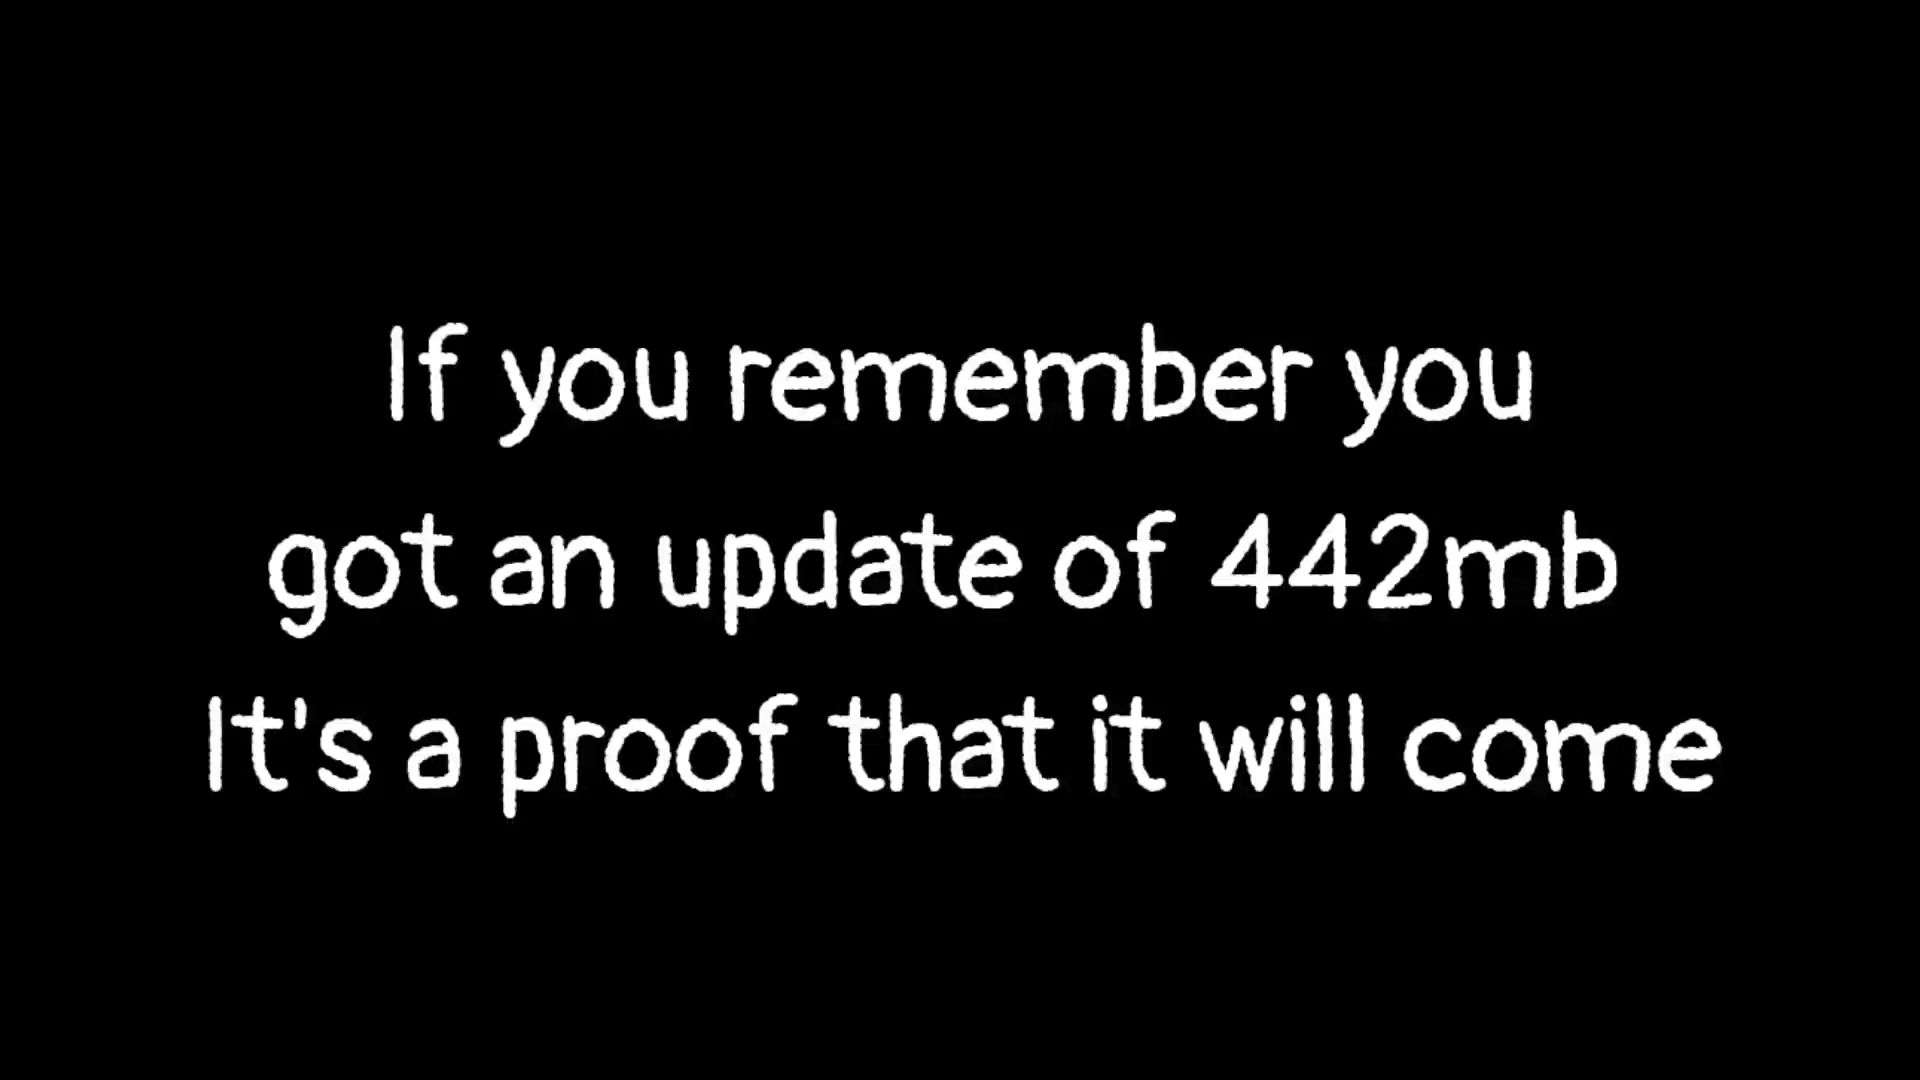 If you remember you
got an update of 442mb
It's a proof that it will come